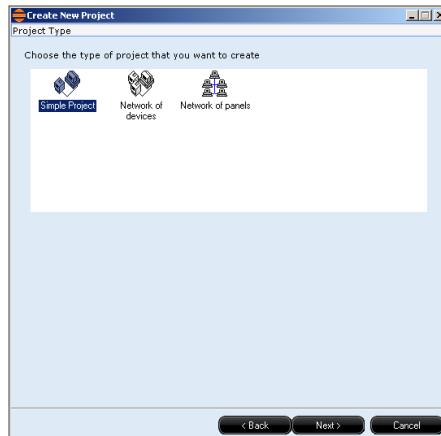 Create New Project
Project Type
Choose the type of project that you want to create
Simple Project
Network of
devices
Network of panels
< Back
Next >
Cancel